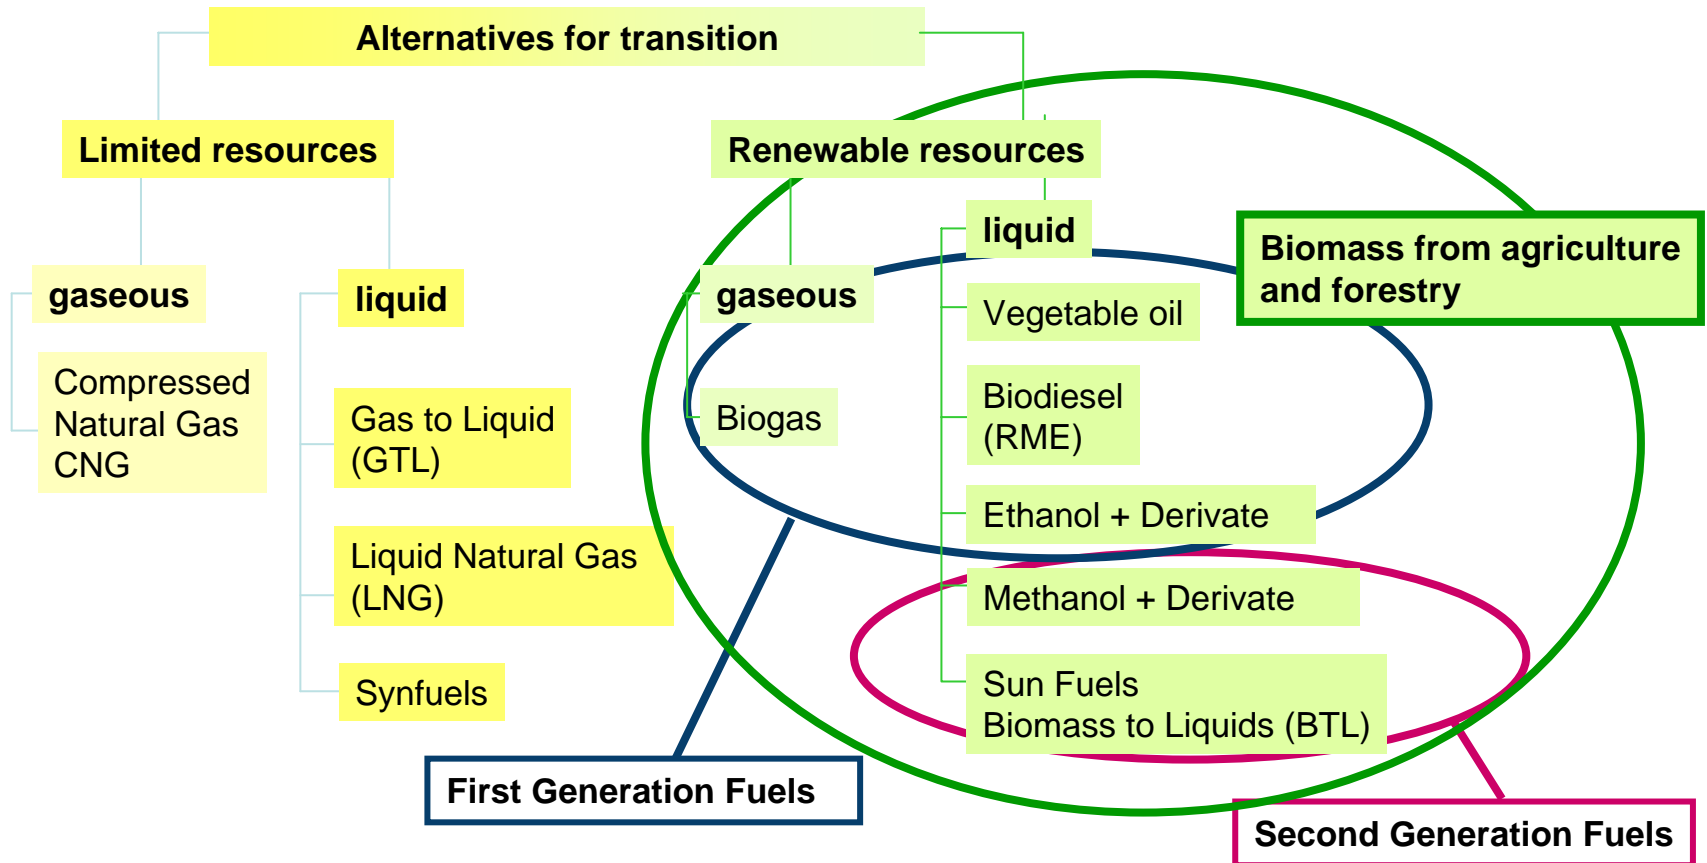 Alternatives for transition
Limited resources
Renewable resources
gaseous
Compressed
Natural Gas
CNG
liquid
Gas to Liquid
(GTL)
Liquid Natural Gas
(LNG)
Synfuels
gaseous
Biogas
liquid
Vegetable oil
Biodiesel
(RME)
Ethanol + Derivate
Methanol + Derivate
Sun Fuels
Biomass to Liquids (BTL)
Biomass from agriculture
and forestry
First Generation Fuels
Second Generation Fuels